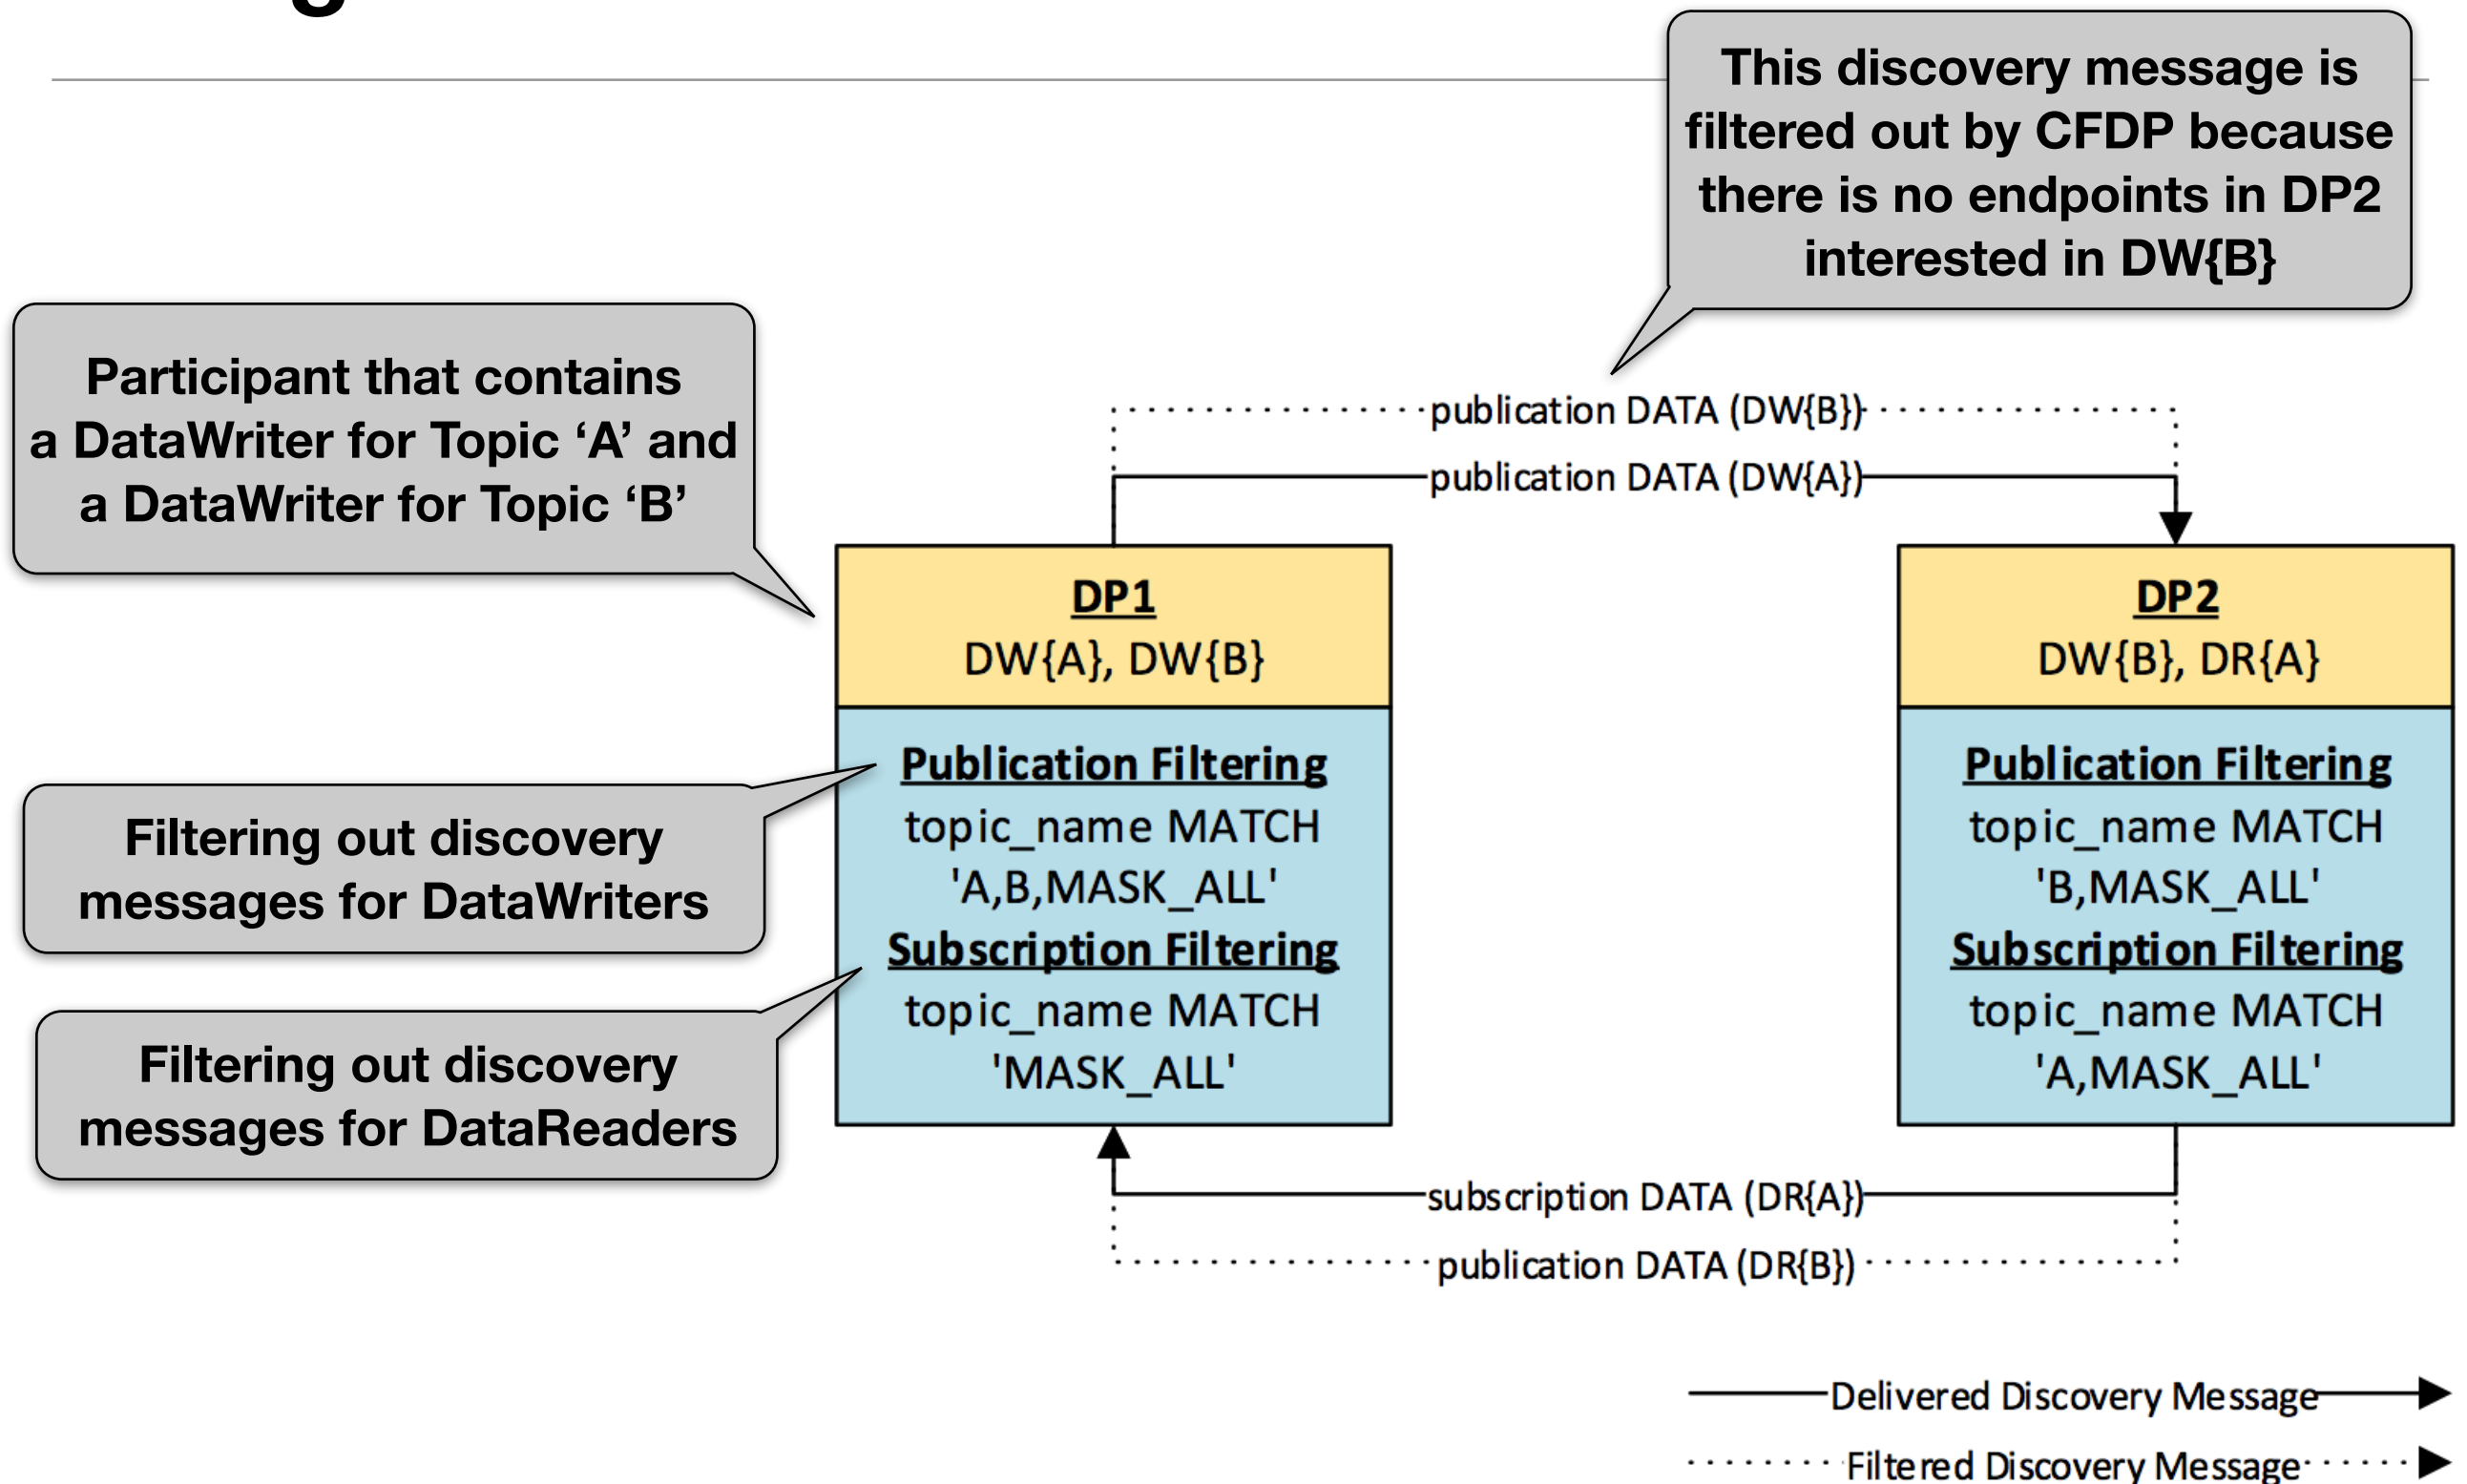 This discovery message is
filtered out by CFDP because
there is no endpoints in DP2
interested in DW{B}
Participant that contains
a DataWriter for Topic ‘A’ and
a DataWriter for Topic ‘B’
publication DATA (DW{B})
publication DATA (DW{A})
DP1
DW{A}, DW{B}
DP2
DW{B}, DR{A}
Filtering out discovery
messages for DataWriters
Filtering out discovery
messages for DataReaders
Publication Filtering
topic_name MATCH
'A,B,MASK_ALL'
Subscription Filtering
topic_name MATCH
'MASK_ALL'
Publication Filtering
topic_name MATCH
'B,MASK_ALL'
Subscription Filtering
topic_name MATCH
'A,MASK_ALL'
subscription DATA (DR{A})
publication DATA (DR{B})
Delivered Discovery Message
Filtered Discovery Message